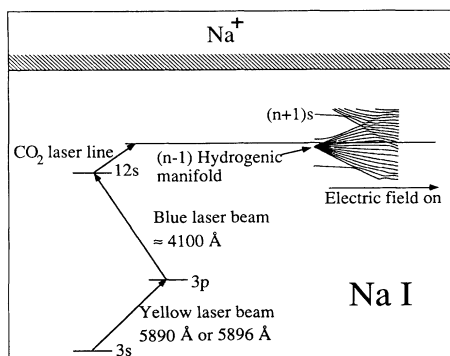 Na+
(n+1)s
CO2 laser line
12s
(n-1) Hydrogenic
manifold
Electric field on
Blue laser beam
≈ 4100 Å
3p
Na I
Yellow laser beam
5890 Å or 5896 Å
3s